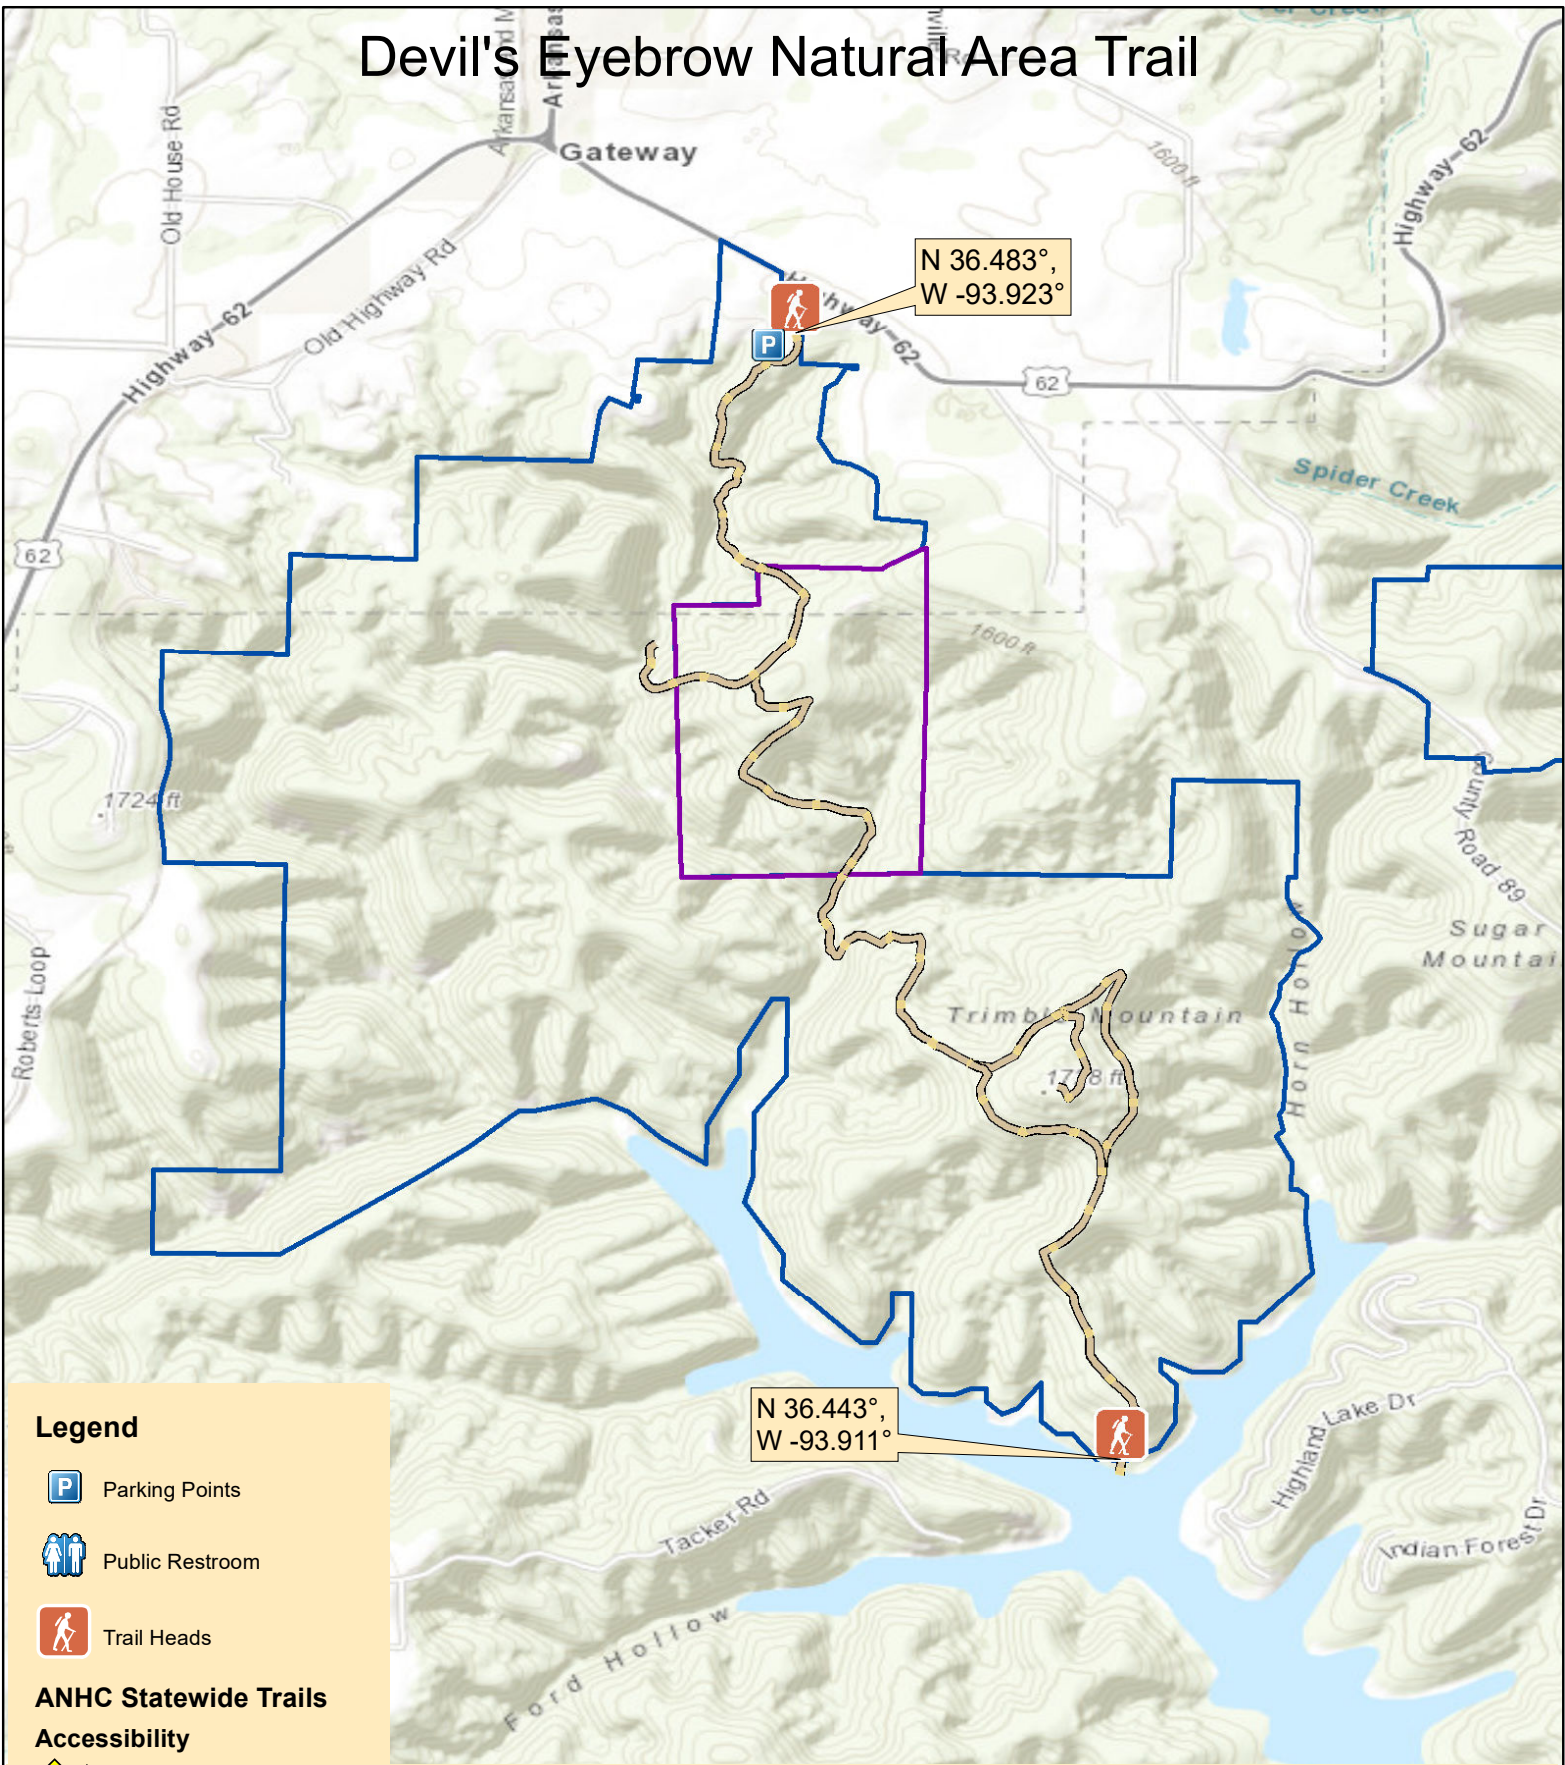 Devil's Eyebrow Natural Area Trail
Gateway
Old House Rd
Old Highway Rd
Highway-62
Highway-62
Highway-62
1600 ft
N 36.483°,
W -93.923°
62
Spider Creek
62
1600 ft
1724 ft
County Road 89
Sugar
Roberts Loop
Horn Hollow
Trimble Mountain
N 36.443°,
W -93.911°
Highland Lake Dr
Indian Forest Dr
Tacker Rd
Ford Hollow
Legend
P Parking Points
Public Restroom
Trail Heads
ANHC Statewide Trails
Accessibility